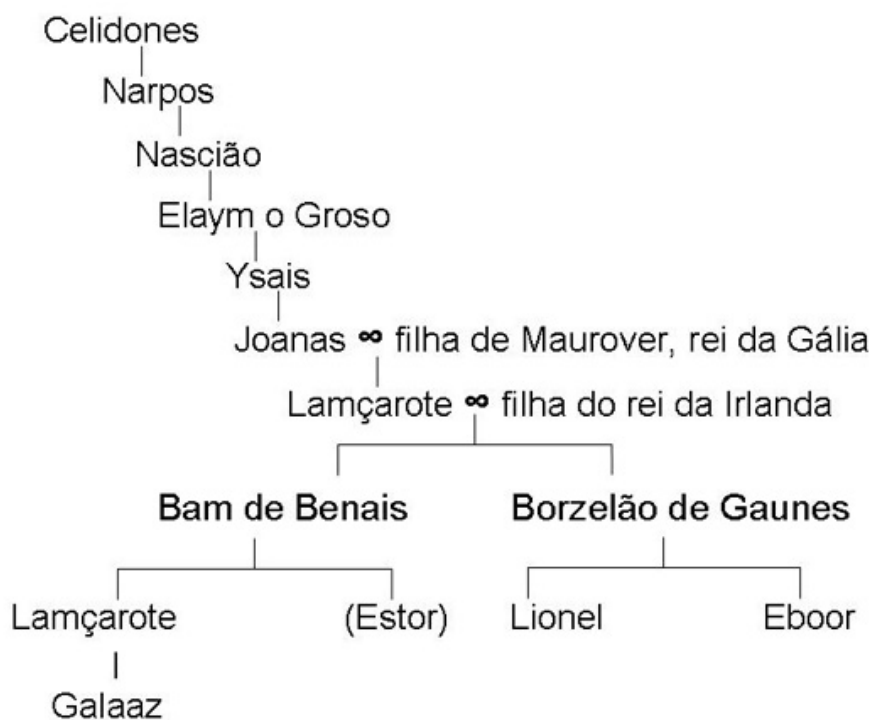 Celidones
Narpos
Nascião
Elaym o Groso
Ysais
Joanas ∞ filha de Maurover, rei da Gália
Lamçarote ∞ filha do rei da Irlanda
Bam de Benais Borzelão de Gaunes
Lamçarote (Estor) Lionel Eboor
Galaaz